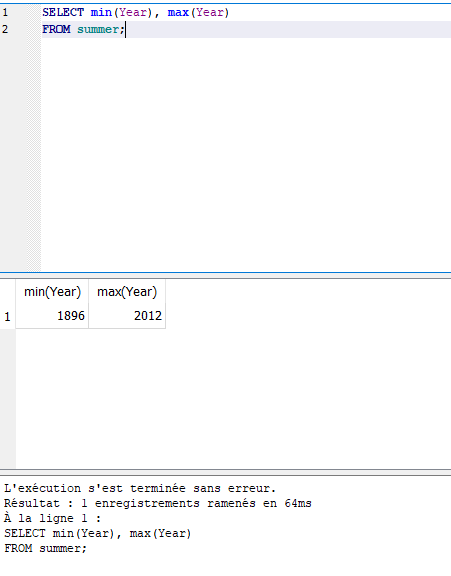 1 SELECT min(Year), max(Year)
2 FROM summer;
min(Year) max(Year)
1 1896 2012
L'exécution s'est terminée sans erreur.
Résultat : 1 enregistrements ramenés en 64ms
À la ligne 1 :
SELECT min(Year), max(Year)
FROM summer;